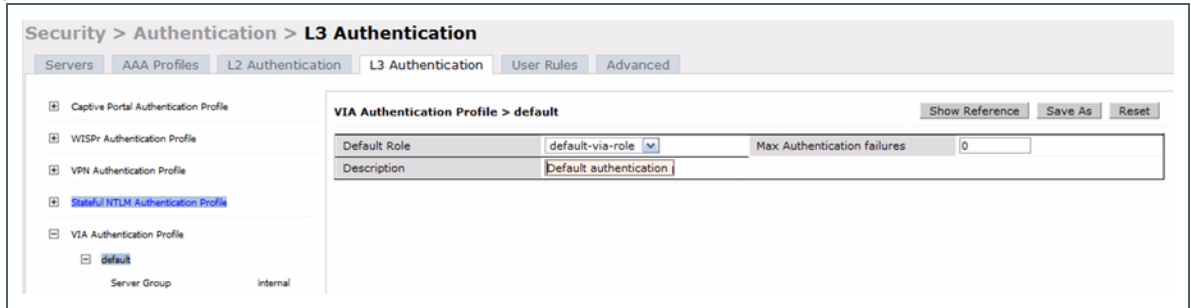 Security > Authentication > L3 Authentication
Servers AAA Profiles L2 Authentication L3 Authentication User Rules Advanced
Captive Portal Authentication Profile
WISPr Authentication Profile
VPN Authentication Profile
Stateful NTLM Authentication Profile
VIA Authentication Profile
default
Server Group internal
VIA Authentication Profile > default Show Reference Save As Reset
Default Role default-via-role Max Authentication failures 0
Description Default authentication